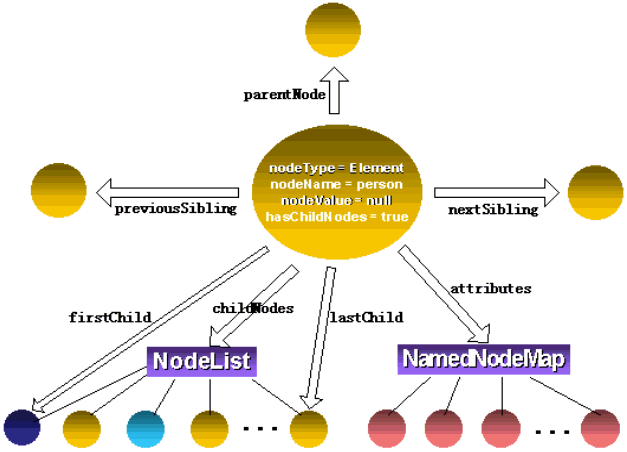 parentNode
nodeType = Element
nodeName = person
nodeValue = null
hasChildNodes = true
previousSibling
nextSibling
firstChild
childNodes
lastChild
attributes
NodeList
NamedNodeMap
...
...